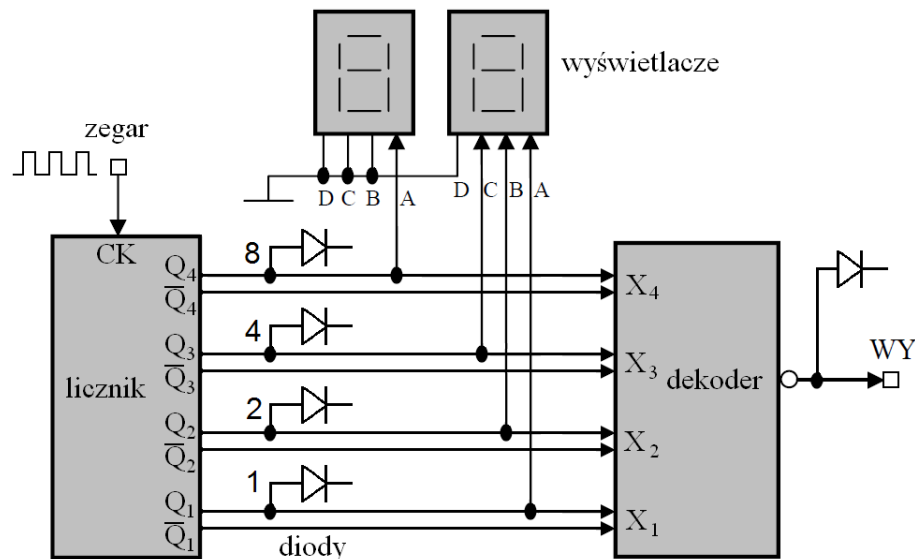 wyświetlacze
zegar
D C B A D C B A
CK
8
Q4
Q̅4
X4
4
Q3
Q̅3
X3
licznik
dekoder
WY
2
Q2
Q̅2
X2
1
Q1
Q̅1
X1
diody